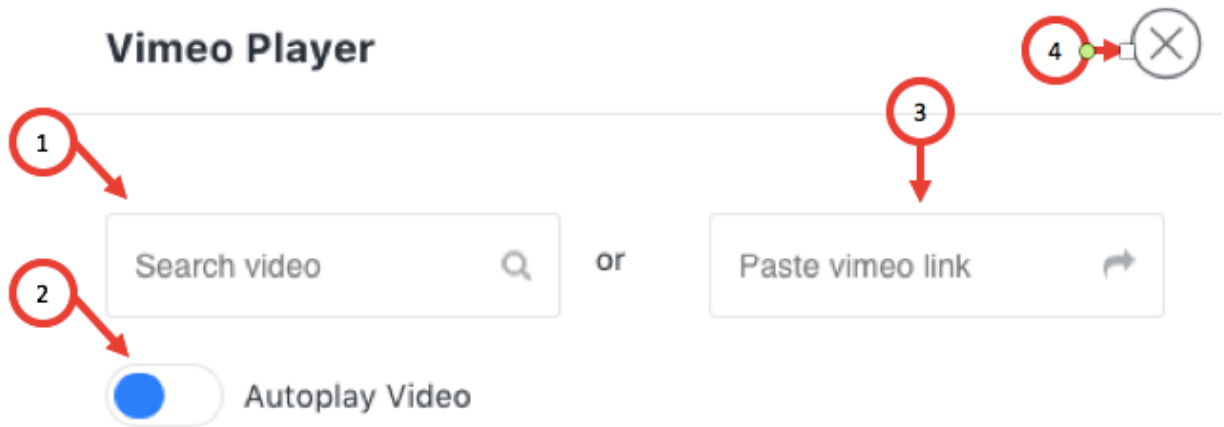 Vimeo Player
4
3
1
Search video
or
Paste vimeo link
2
Autoplay Video